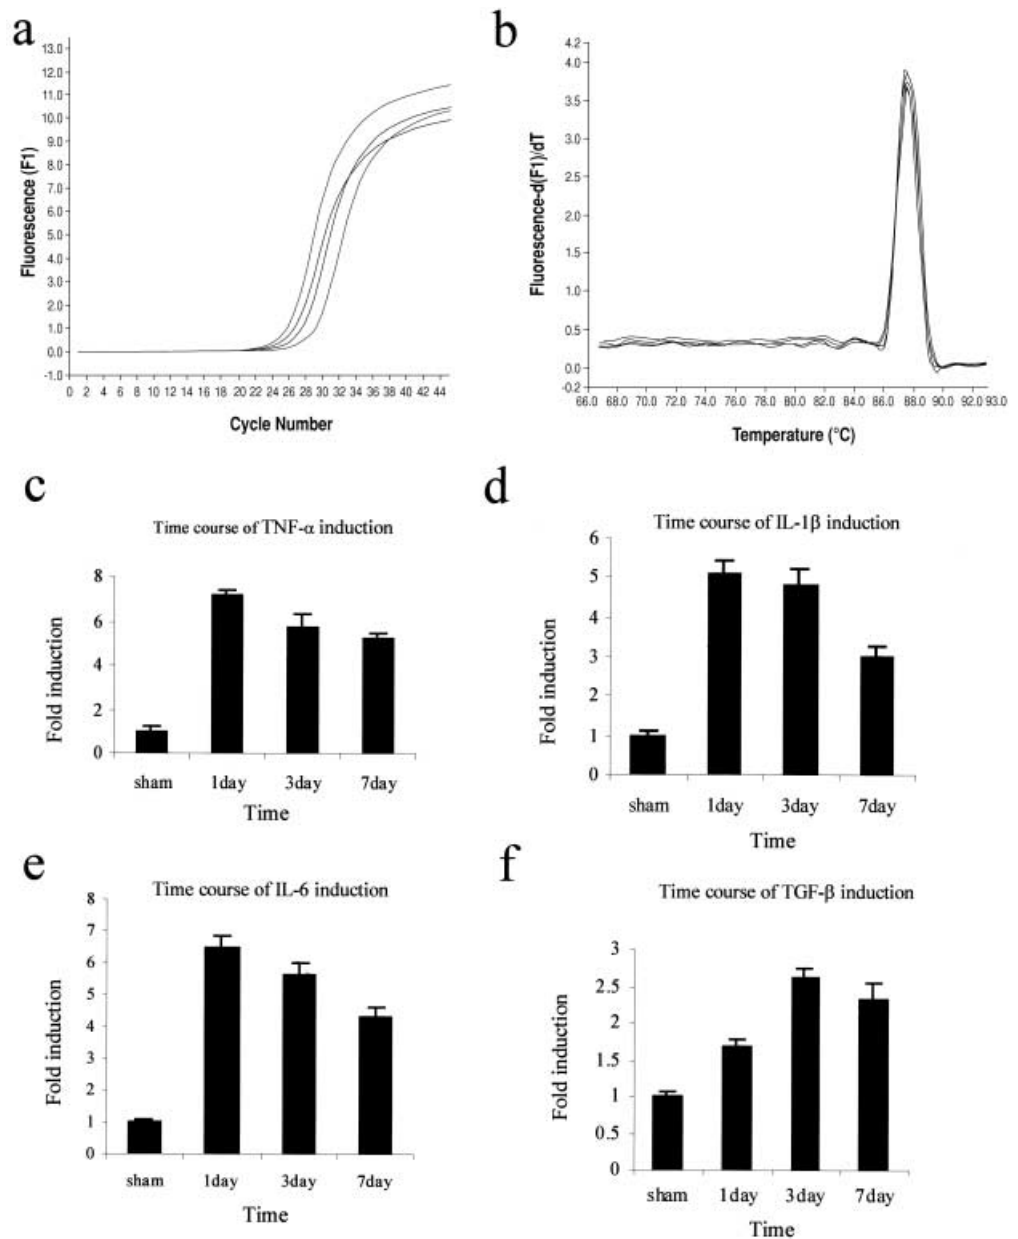 a
13.0
12.0
11.0
10.0
9.0
8.0
7.0
6.0
5.0
4.0
3.0
2.0
1.0
0.0
-1.0
Fluorescence (F1)
0 2 4 6 8 10 12 14 16 18 20 22 24 26 28 30 32 34 36 38 40 42 44
Cycle Number
b
4.2
4.0
3.5
3.0
2.5
2.0
1.5
1.0
0.5
0.0
-0.2
Fluorescence-d(F1)/dT
66.0 68.0 70.0 72.0 74.0 76.0 78.0 80.0 82.0 84.0 86.0 88.0 90.0 92.0 93.0
Temperature (°C)
c
Time course of TNF-α induction
8
6
4
2
0
Fold induction
sham 1day 3day 7day
Time
d
Time course of IL-1β induction
6
5
4
3
2
1
0
Fold induction
sham 1day 3day 7day
Time
e
Time course of IL-6 induction
8
7
6
5
4
3
2
1
0
Fold induction
sham 1day 3day 7day
Time
f
Time course of TGF-β induction
3
2.5
2
1.5
1
0.5
0
Fold induction
sham 1day 3day 7day
Time